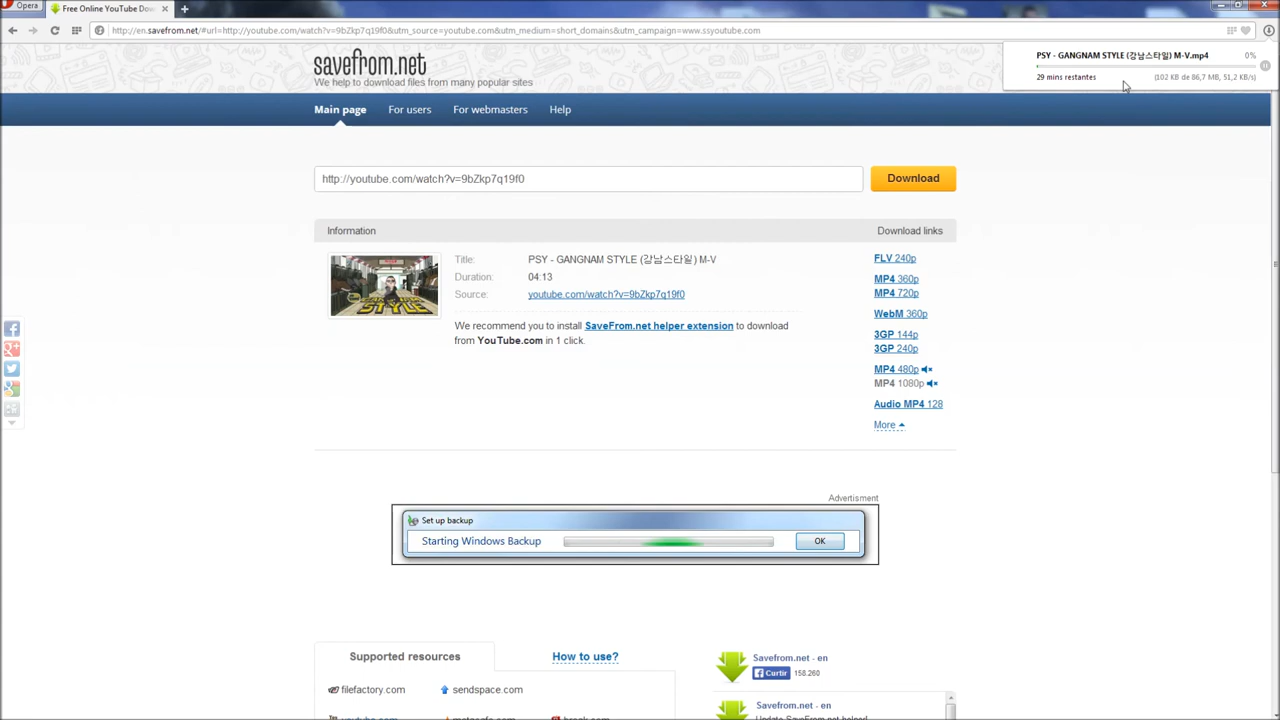 Opera
Free Online YouTube Dow
http://en.savefrom.net/#url=http://youtube.com/watch?v=9bZkp7q19f0&utm_source=youtube.com&utm_medium=short_domains&utm_campaign=www.ssyoutube.com
PSY - GANGNAM STYLE (강남스타일) M-V.mp4 0%
29 mins restantes (102 KB de 86,7 MB, 51,2 KB/s)
savefrom.net
We help to download files from many popular sites
Main page For users For webmasters Help
http://youtube.com/watch?v=9bZkp7q19f0 Download
Information Download links
Title: PSY - GANGNAM STYLE (강남스타일) M-V
Duration: 04:13
Source: youtube.com/watch?v=9bZkp7q19f0
We recommend you to install SaveFrom.net helper extension to download
from YouTube.com in 1 click.
GANGNAM
STYLE
FLV 240p
MP4 360p
MP4 720p
WebM 360p
3GP 144p
3GP 240p
MP4 480p
MP4 1080p
Audio MP4 128
More
Advertisment
Set up backup
Starting Windows Backup OK
Supported resources How to use?
filefactory.com sendspace.com
Savefrom.net - en
Curtir 158.260
Savefrom.net - en
Update SaveFrom.net helper!